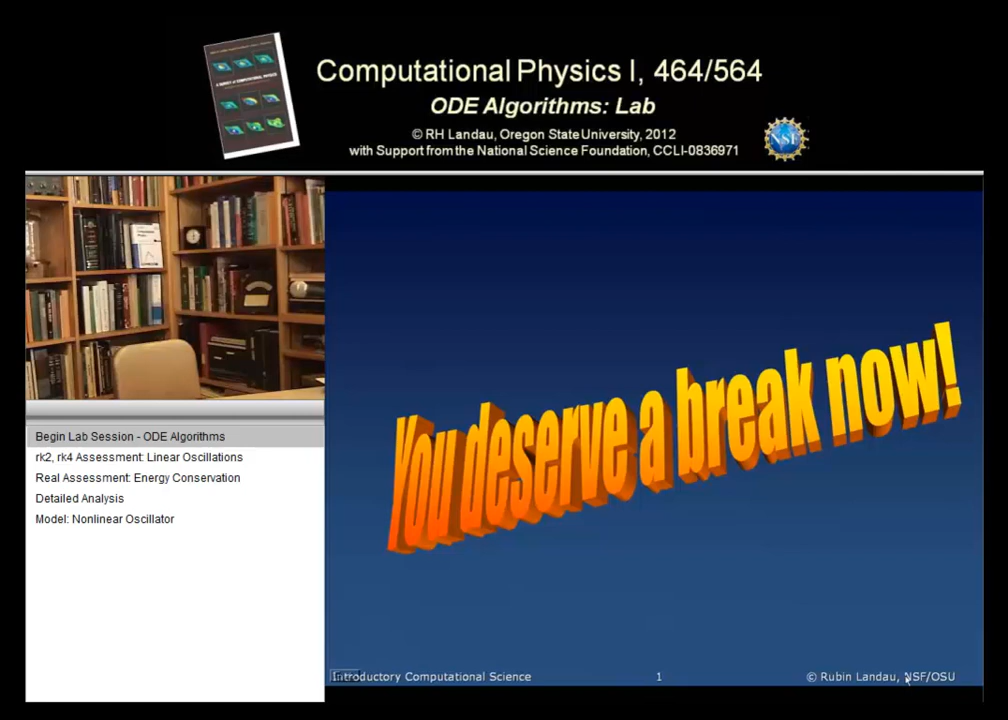 Computational Physics I, 464/564
ODE Algorithms: Lab
© RH Landau, Oregon State University, 2012
with Support from the National Science Foundation, CCLI-0836971
NSF
Begin Lab Session - ODE Algorithms
rk2, rk4 Assessment: Linear Oscillations
Real Assessment: Energy Conservation
Detailed Analysis
Model: Nonlinear Oscillator
You deserve a break now!
Introductory Computational Science
1
© Rubin Landau, NSF/OSU